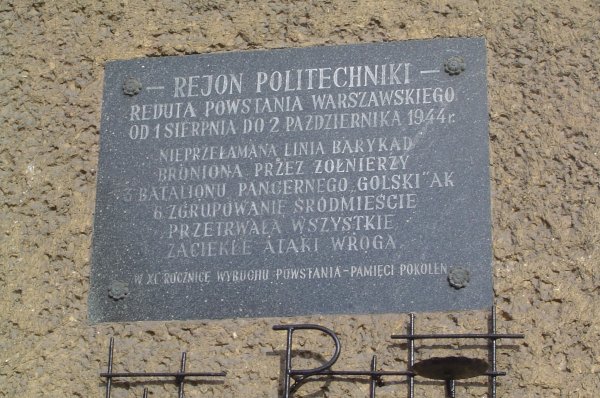 — REJON POLITECHNIKI —
REDUTA POWSTANIA WARSZAWSKIEGO
OD 1 SIERPNIA DO 2 PAŹDZIERNIKA 1944 r.
NIEPRZEŁAMANA LINIA BARYKAD
BRONIONA PRZEZ ŻOŁNIERZY
3 BATALIONU PANCERNEGO „GOLSKI" AK
6. ZGRUPOWANIE ŚRÓDMIEŚCIE
PRZETRWAŁA WSZYSTKIE
ZACIEKŁE ATAKI WROGA.
W XL ROCZNICĘ WYBUCHU POWSTANIA - PAMIĘCI POKOLEŃ